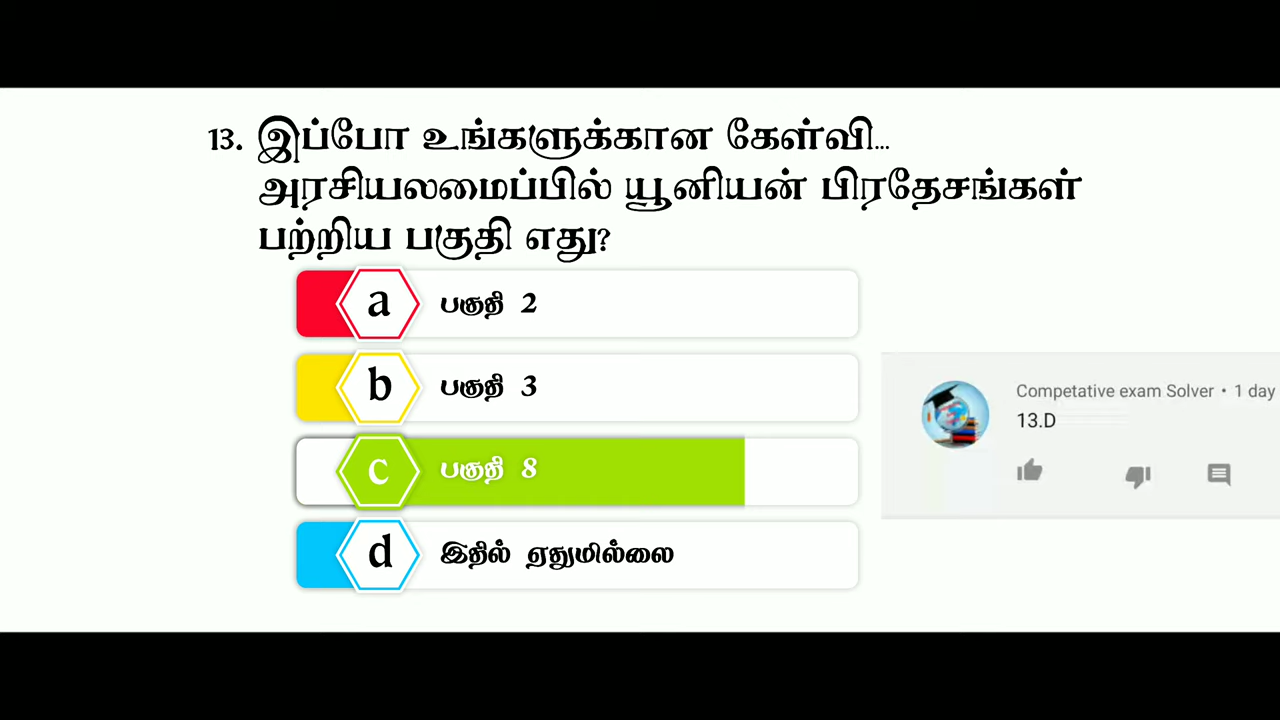 13. இப்போ உங்களுக்கான கேள்வி...
அரசியலமைப்பில் யூனியன் பிரதேசங்கள்
பற்றிய பகுதி எது?
a பகுதி 2
b பகுதி 3
c பகுதி 8
d இதில் ஏதுமில்லை
Competative exam Solver • 1 day
13.D